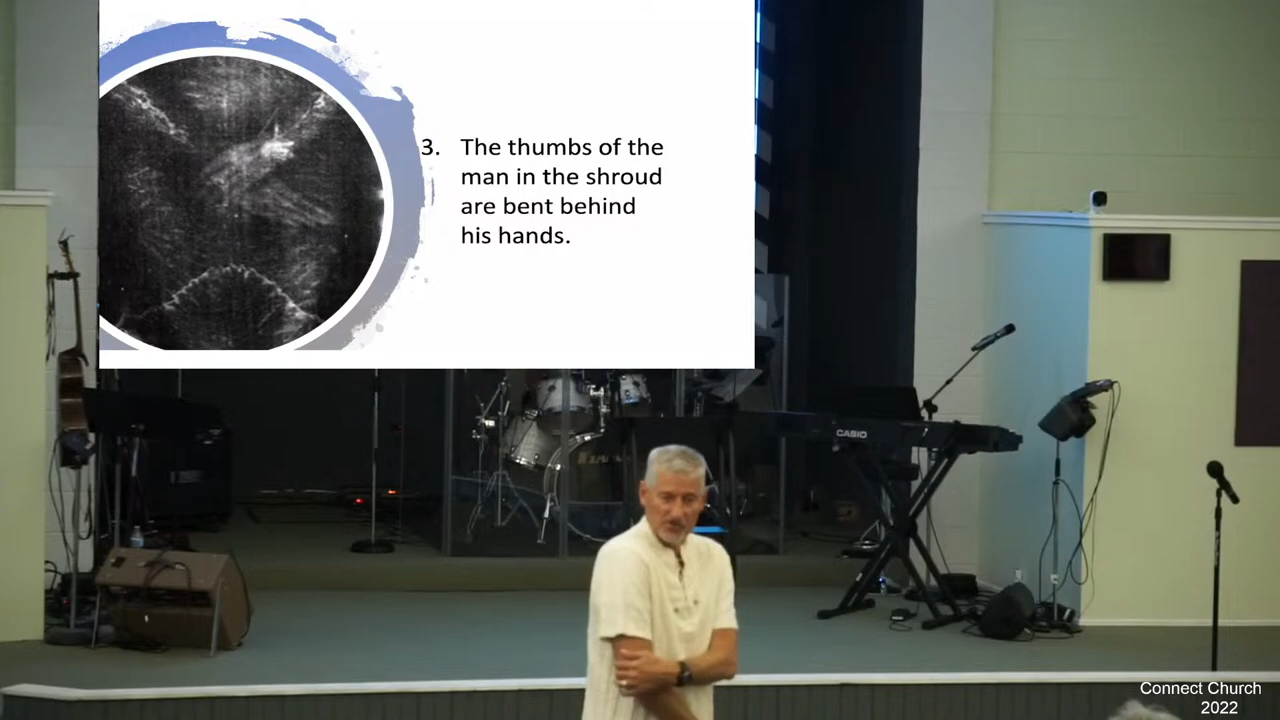 3. The thumbs of the
man in the shroud
are bent behind
his hands.
CASIO
Connect Church
2022